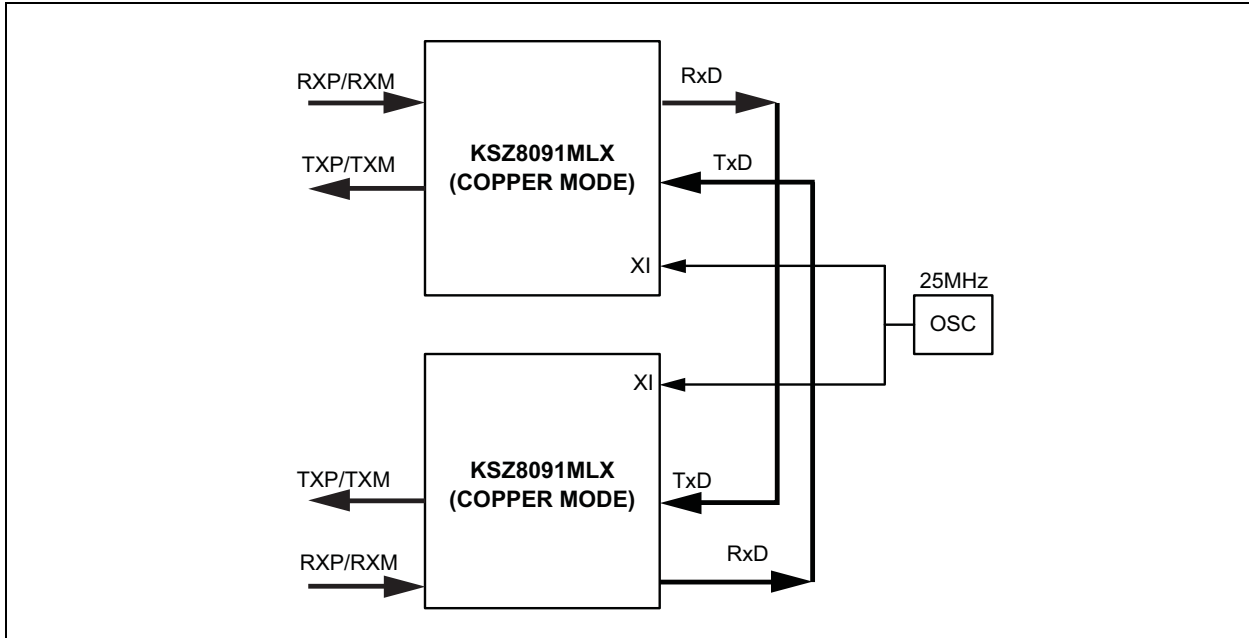 RXP/RXM
TXP/TXM
KSZ8091MLX
(COPPER MODE)
RxD
TxD
XI
25MHz
OSC
XI
KSZ8091MLX
(COPPER MODE)
TXP/TXM
RXP/RXM
TxD
RxD